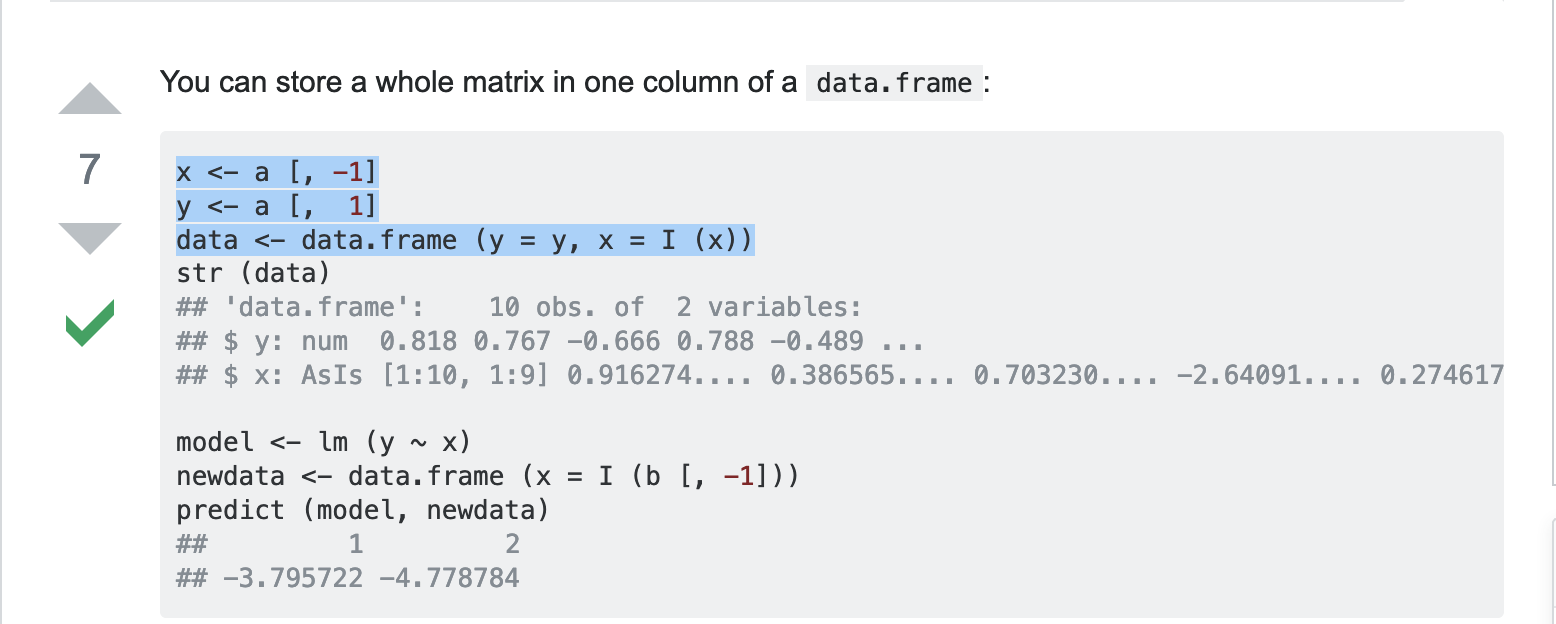 You can store a whole matrix in one column of a data.frame:
7
x <- a [, -1]
y <- a [,  1]
data <- data.frame (y = y, x = I (x))
str (data)
## 'data.frame':    10 obs. of  2 variables:
## $ y: num  0.818 0.767 -0.666 0.788 -0.489 ...
## $ x: AsIs [1:10, 1:9] 0.916274.... 0.386565.... 0.703230.... -2.64091.... 0.274617
model <- lm (y ~ x)
newdata <- data.frame (x = I (b [, -1]))
predict (model, newdata)
##         1         2
## -3.795722 -4.778784